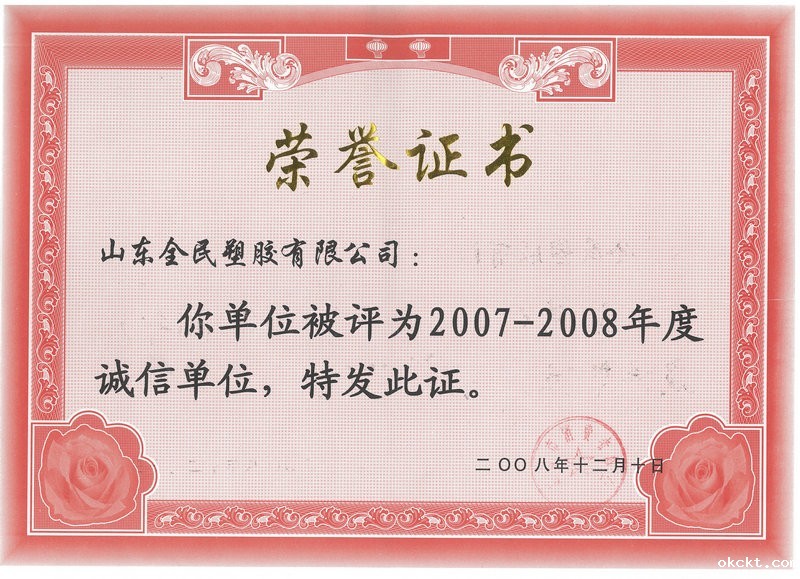 荣誉证书
山东全民塑胶有限公司：
你单位被评为2007-2008年度
诚信单位，特发此证。
二〇〇八年十二月十日
okckt.com